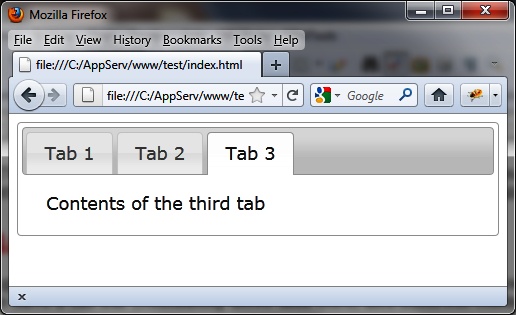 Mozilla Firefox
File Edit View History Bookmarks Tools Help
file:///C:/AppServ/www/test/index.html
file:///C:/AppServ/www/te Google
Tab 1 Tab 2 Tab 3
Contents of the third tab
x